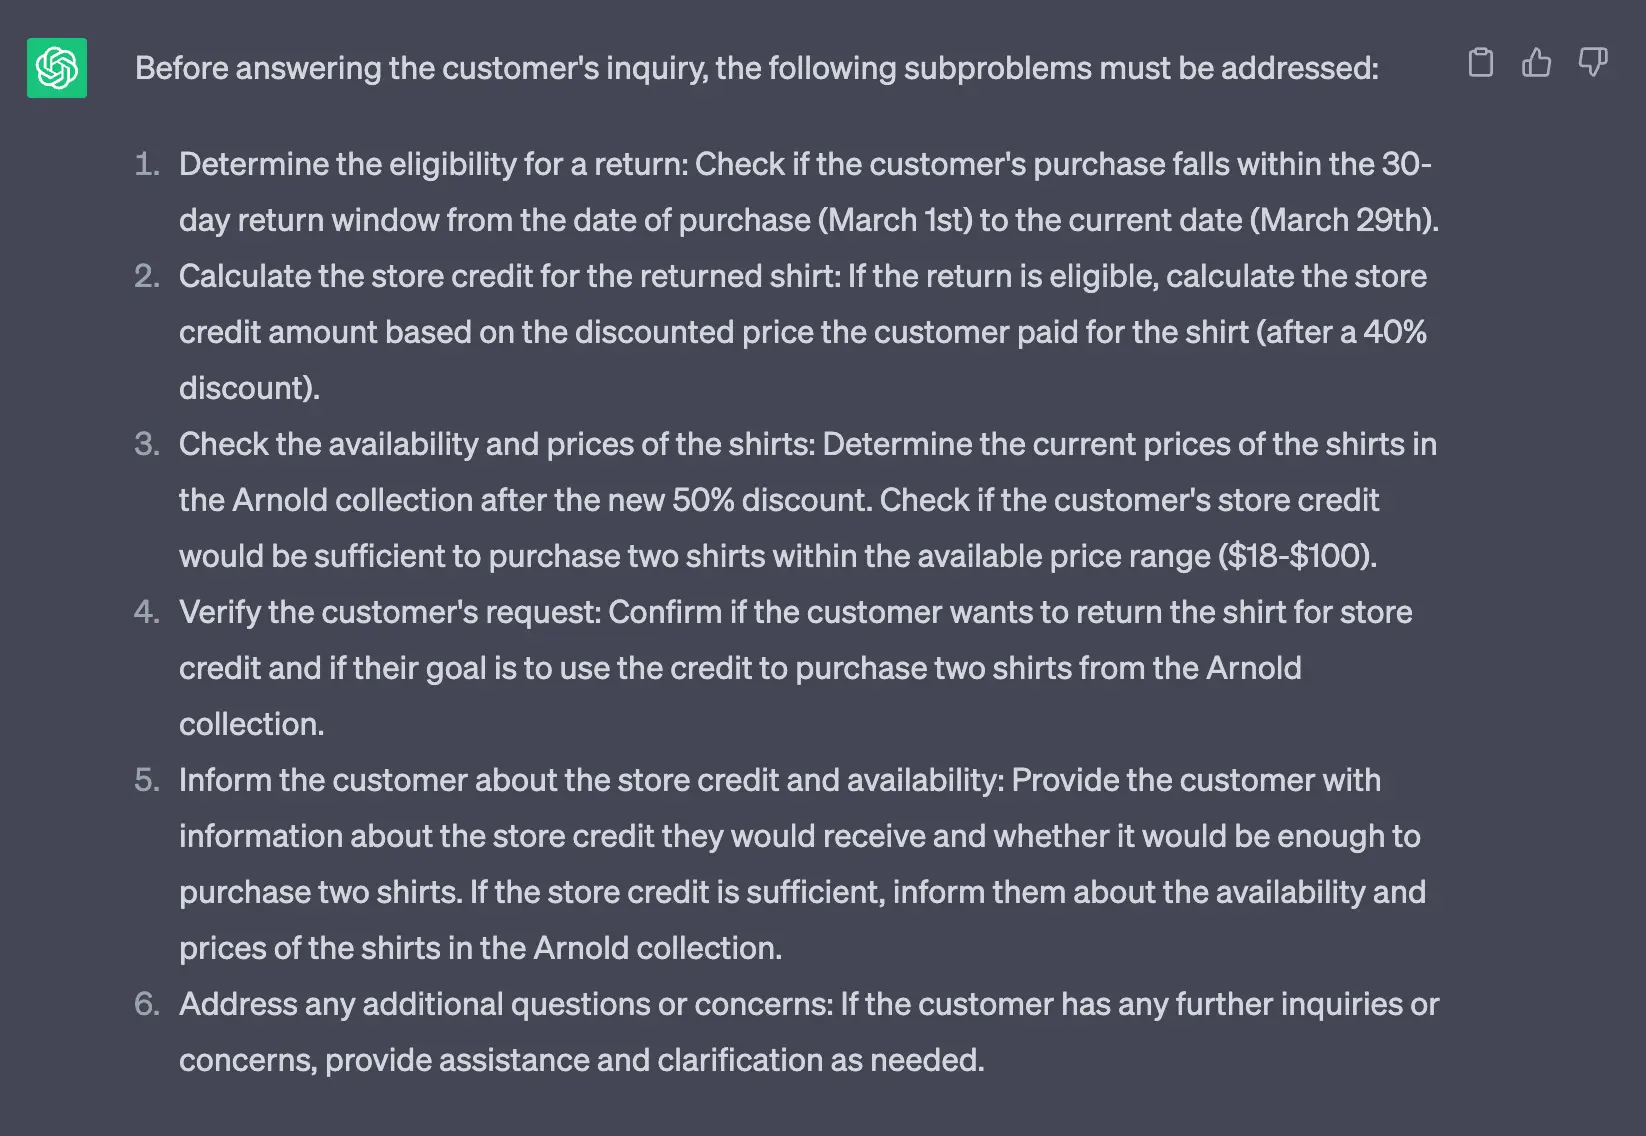 Before answering the customer's inquiry, the following subproblems must be addressed:
1. Determine the eligibility for a return: Check if the customer's purchase falls within the 30-
day return window from the date of purchase (March 1st) to the current date (March 29th).
2. Calculate the store credit for the returned shirt: If the return is eligible, calculate the store
credit amount based on the discounted price the customer paid for the shirt (after a 40%
discount).
3. Check the availability and prices of the shirts: Determine the current prices of the shirts in
the Arnold collection after the new 50% discount. Check if the customer's store credit
would be sufficient to purchase two shirts within the available price range ($18-$100).
4. Verify the customer's request: Confirm if the customer wants to return the shirt for store
credit and if their goal is to use the credit to purchase two shirts from the Arnold
collection.
5. Inform the customer about the store credit and availability: Provide the customer with
information about the store credit they would receive and whether it would be enough to
purchase two shirts. If the store credit is sufficient, inform them about the availability and
prices of the shirts in the Arnold collection.
6. Address any additional questions or concerns: If the customer has any further inquiries or
concerns, provide assistance and clarification as needed.